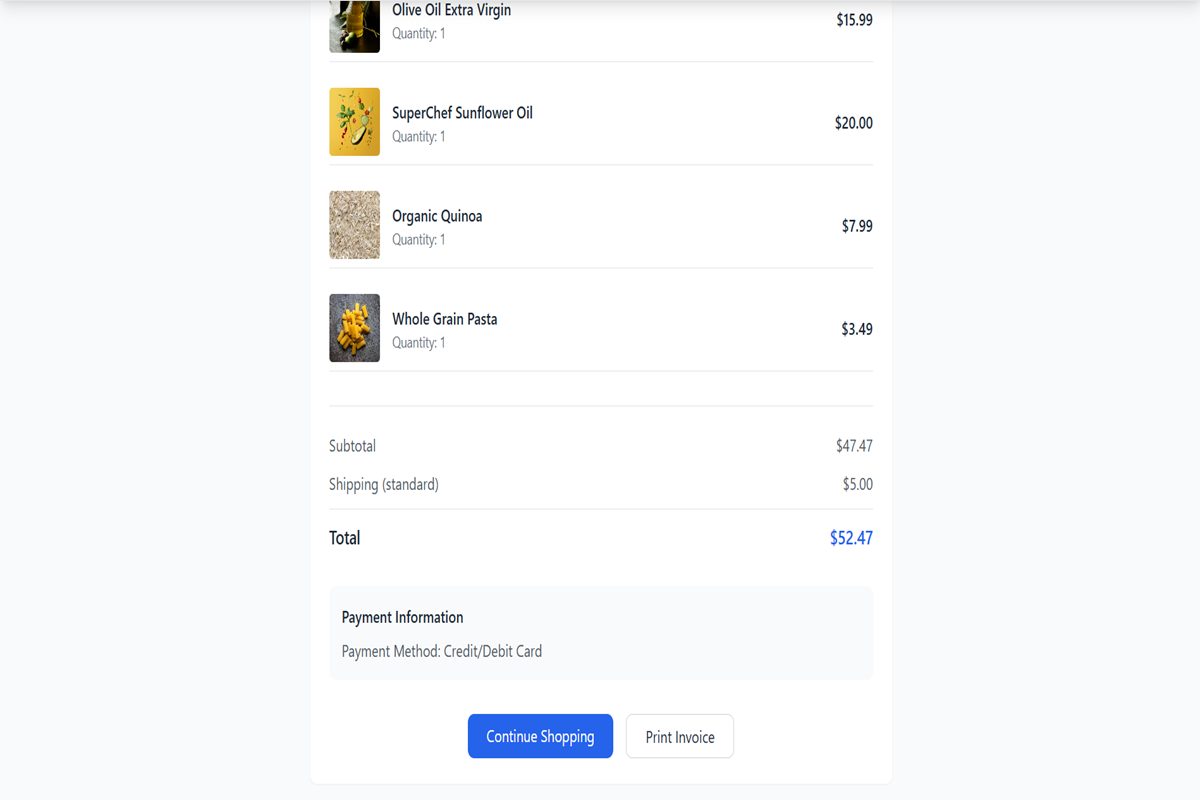 Olive Oil Extra Virgin
$15.99
Quantity: 1
SuperChef Sunflower Oil
$20.00
Quantity: 1
Organic Quinoa
$7.99
Quantity: 1
Whole Grain Pasta
$3.49
Quantity: 1
Subtotal $47.47
Shipping (standard) $5.00
Total $52.47
Payment Information
Payment Method: Credit/Debit Card
Continue Shopping
Print Invoice